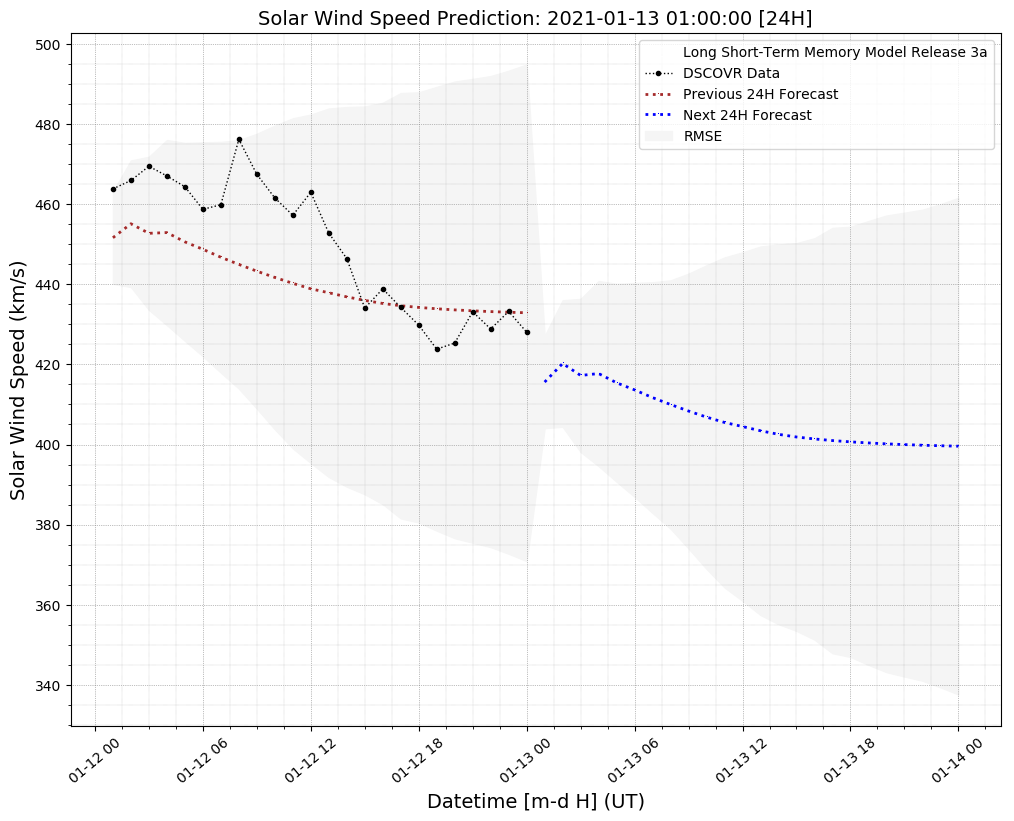 Solar Wind Speed Prediction: 2021-01-13 01:00:00 [24H]
Long Short-Term Memory Model Release 3a
DSCOVR Data
Previous 24H Forecast
Next 24H Forecast
RMSE
Solar Wind Speed (km/s)
500
480
460
440
420
400
380
360
340
01-12 00
01-12 06
01-12 12
01-12 18
01-13 00
01-13 06
01-13 12
01-13 18
01-14 00
Datetime [m-d H] (UT)